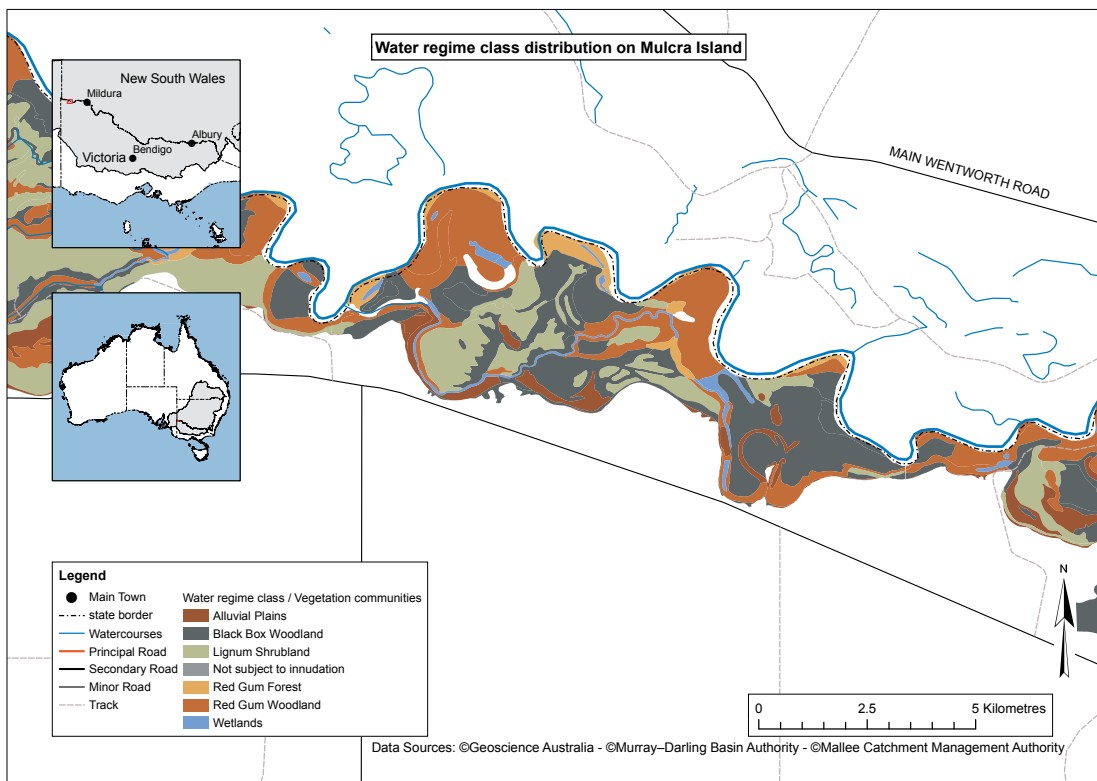 Water regime class distribution on Mulcra Island
New South Wales
Mildura
Albury
Bendigo
Victoria
MAIN WENTWORTH ROAD
Legend
Main Town
state border
Watercourses
Principal Road
Secondary Road
Minor Road
Track
Water regime class / Vegetation communities
Alluvial Plains
Black Box Woodland
Lignum Shrubland
Not subject to innudation
Red Gum Forest
Red Gum Woodland
Wetlands
N
0 2.5 5 Kilometres
Data Sources: ©Geoscience Australia - ©Murray–Darling Basin Authority - ©Mallee Catchment Management Authority